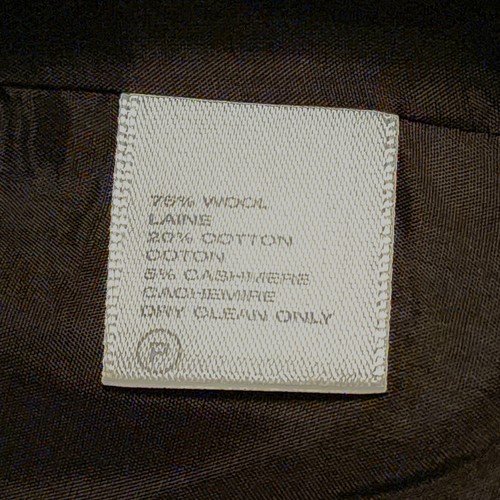 75% WOOL
LAINE
20% COTTON
COTON
5% CASHMERE
CACHEMIRE
DRY CLEAN ONLY
P